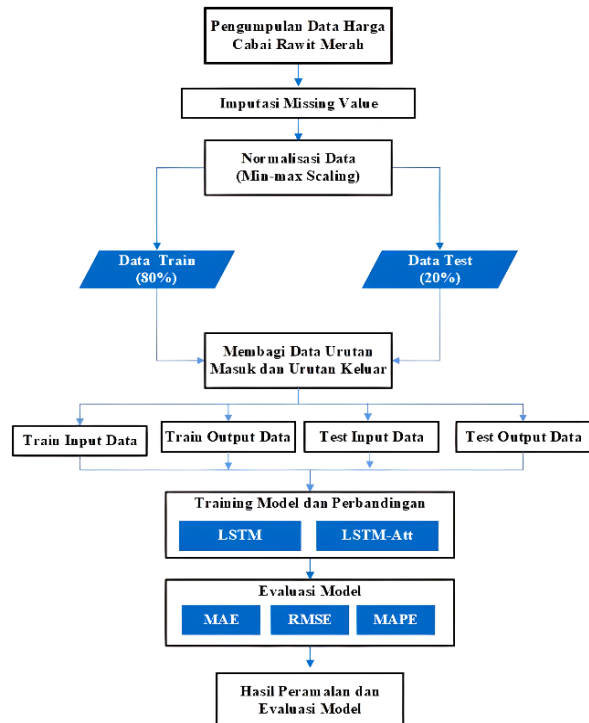 Pengumpulan Data Harga
Cabai Rawit Merah
Imputasi Missing Value
Normalisasi Data
(Min-max Scaling)
Data Train
(80%)
Data Test
(20%)
Membagi Data Urutan
Masuk dan Urutan Keluar
Train Input Data
Train Output Data
Test Input Data
Test Output Data
Training Model dan Perbandingan
LSTM
LSTM-Att
Evaluasi Model
MAE
RMSE
MAPE
Hasil Peramalan dan
Evaluasi Model